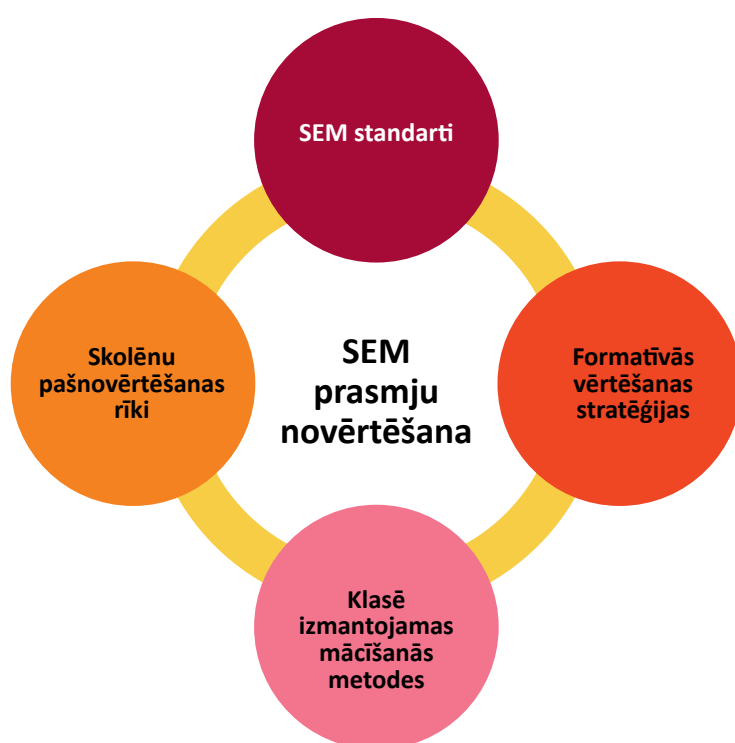 SEM standarti
Skolēnu
pašnovērtēšanas
rīki
SEM
prasmju
novērtēšana
Formatīvās
vērtēšanas
stratēģijas
Klasē
izmantojamas
mācīšanās
metodes